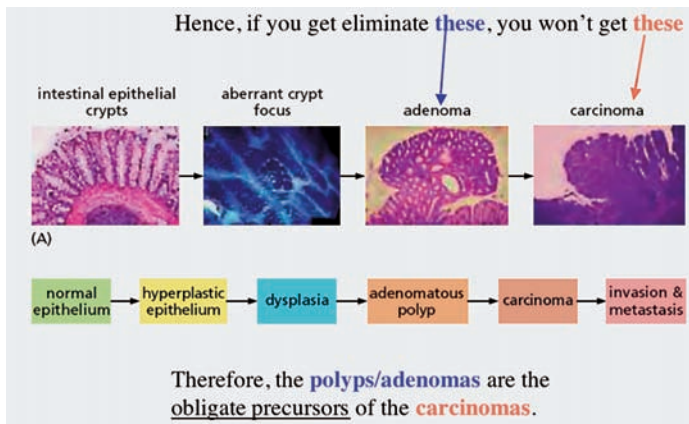 Hence, if you get eliminate these, you won't get these
intestinal epithelial
crypts
aberrant crypt
focus
adenoma
carcinoma
(A)
normal
epithelium
hyperplastic
epithelium
dysplasia
adenomatous
polyp
carcinoma
invasion &
metastasis
Therefore, the polyps/adenomas are the
obligate precursors of the carcinomas.